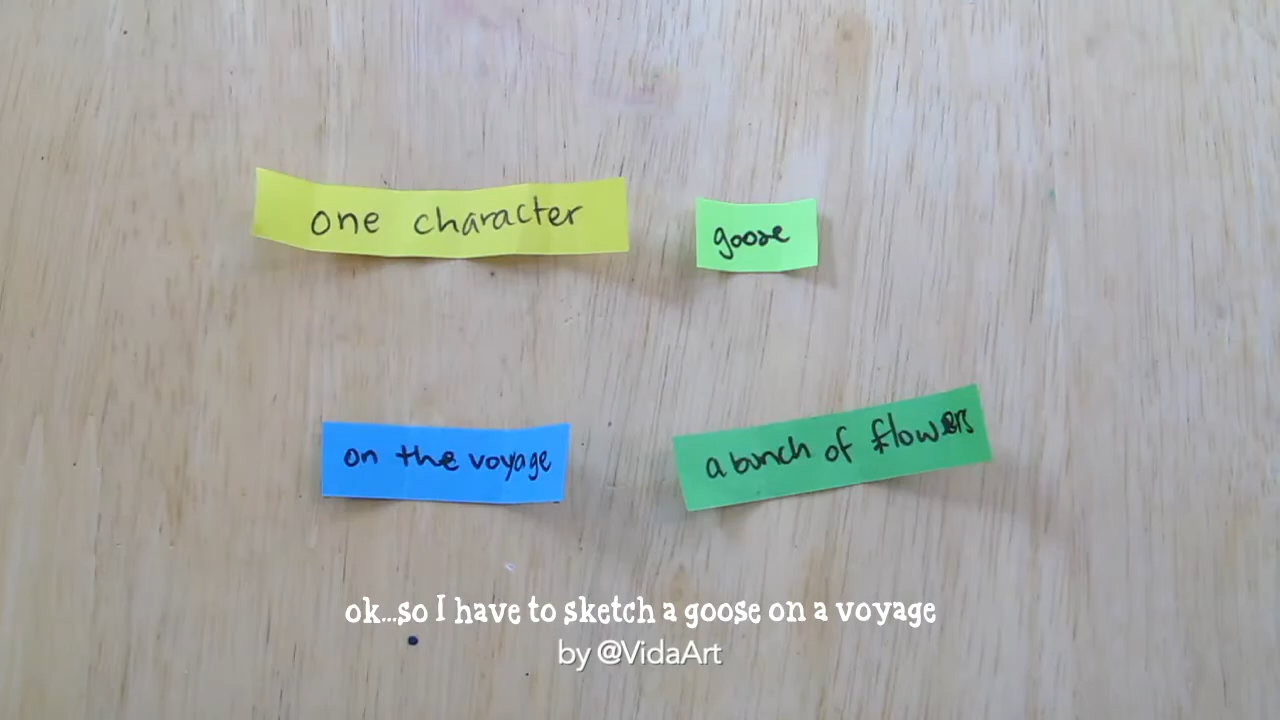 one character
goose
on the voyage
a bunch of flowers
ok...so I have to sketch a goose on a voyage
by @VidaArt